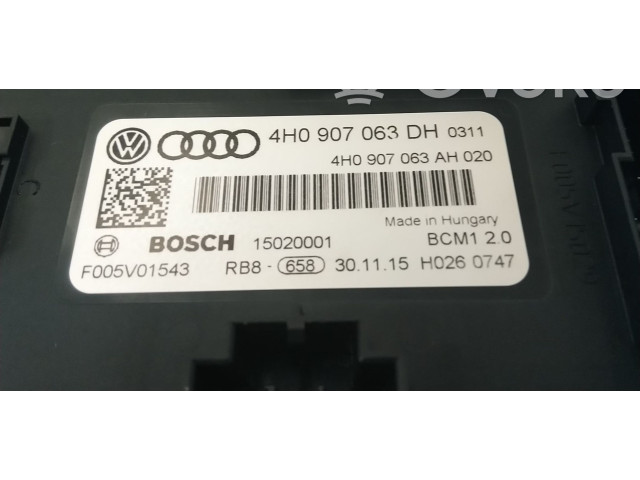 4H0 907 063 DH 0311
4H0 907 063 AH 020
Made in Hungary
BOSCH 15020001 BCM1 2.0
F005V01543 RB8 - 658 30.11.15 H026 0747